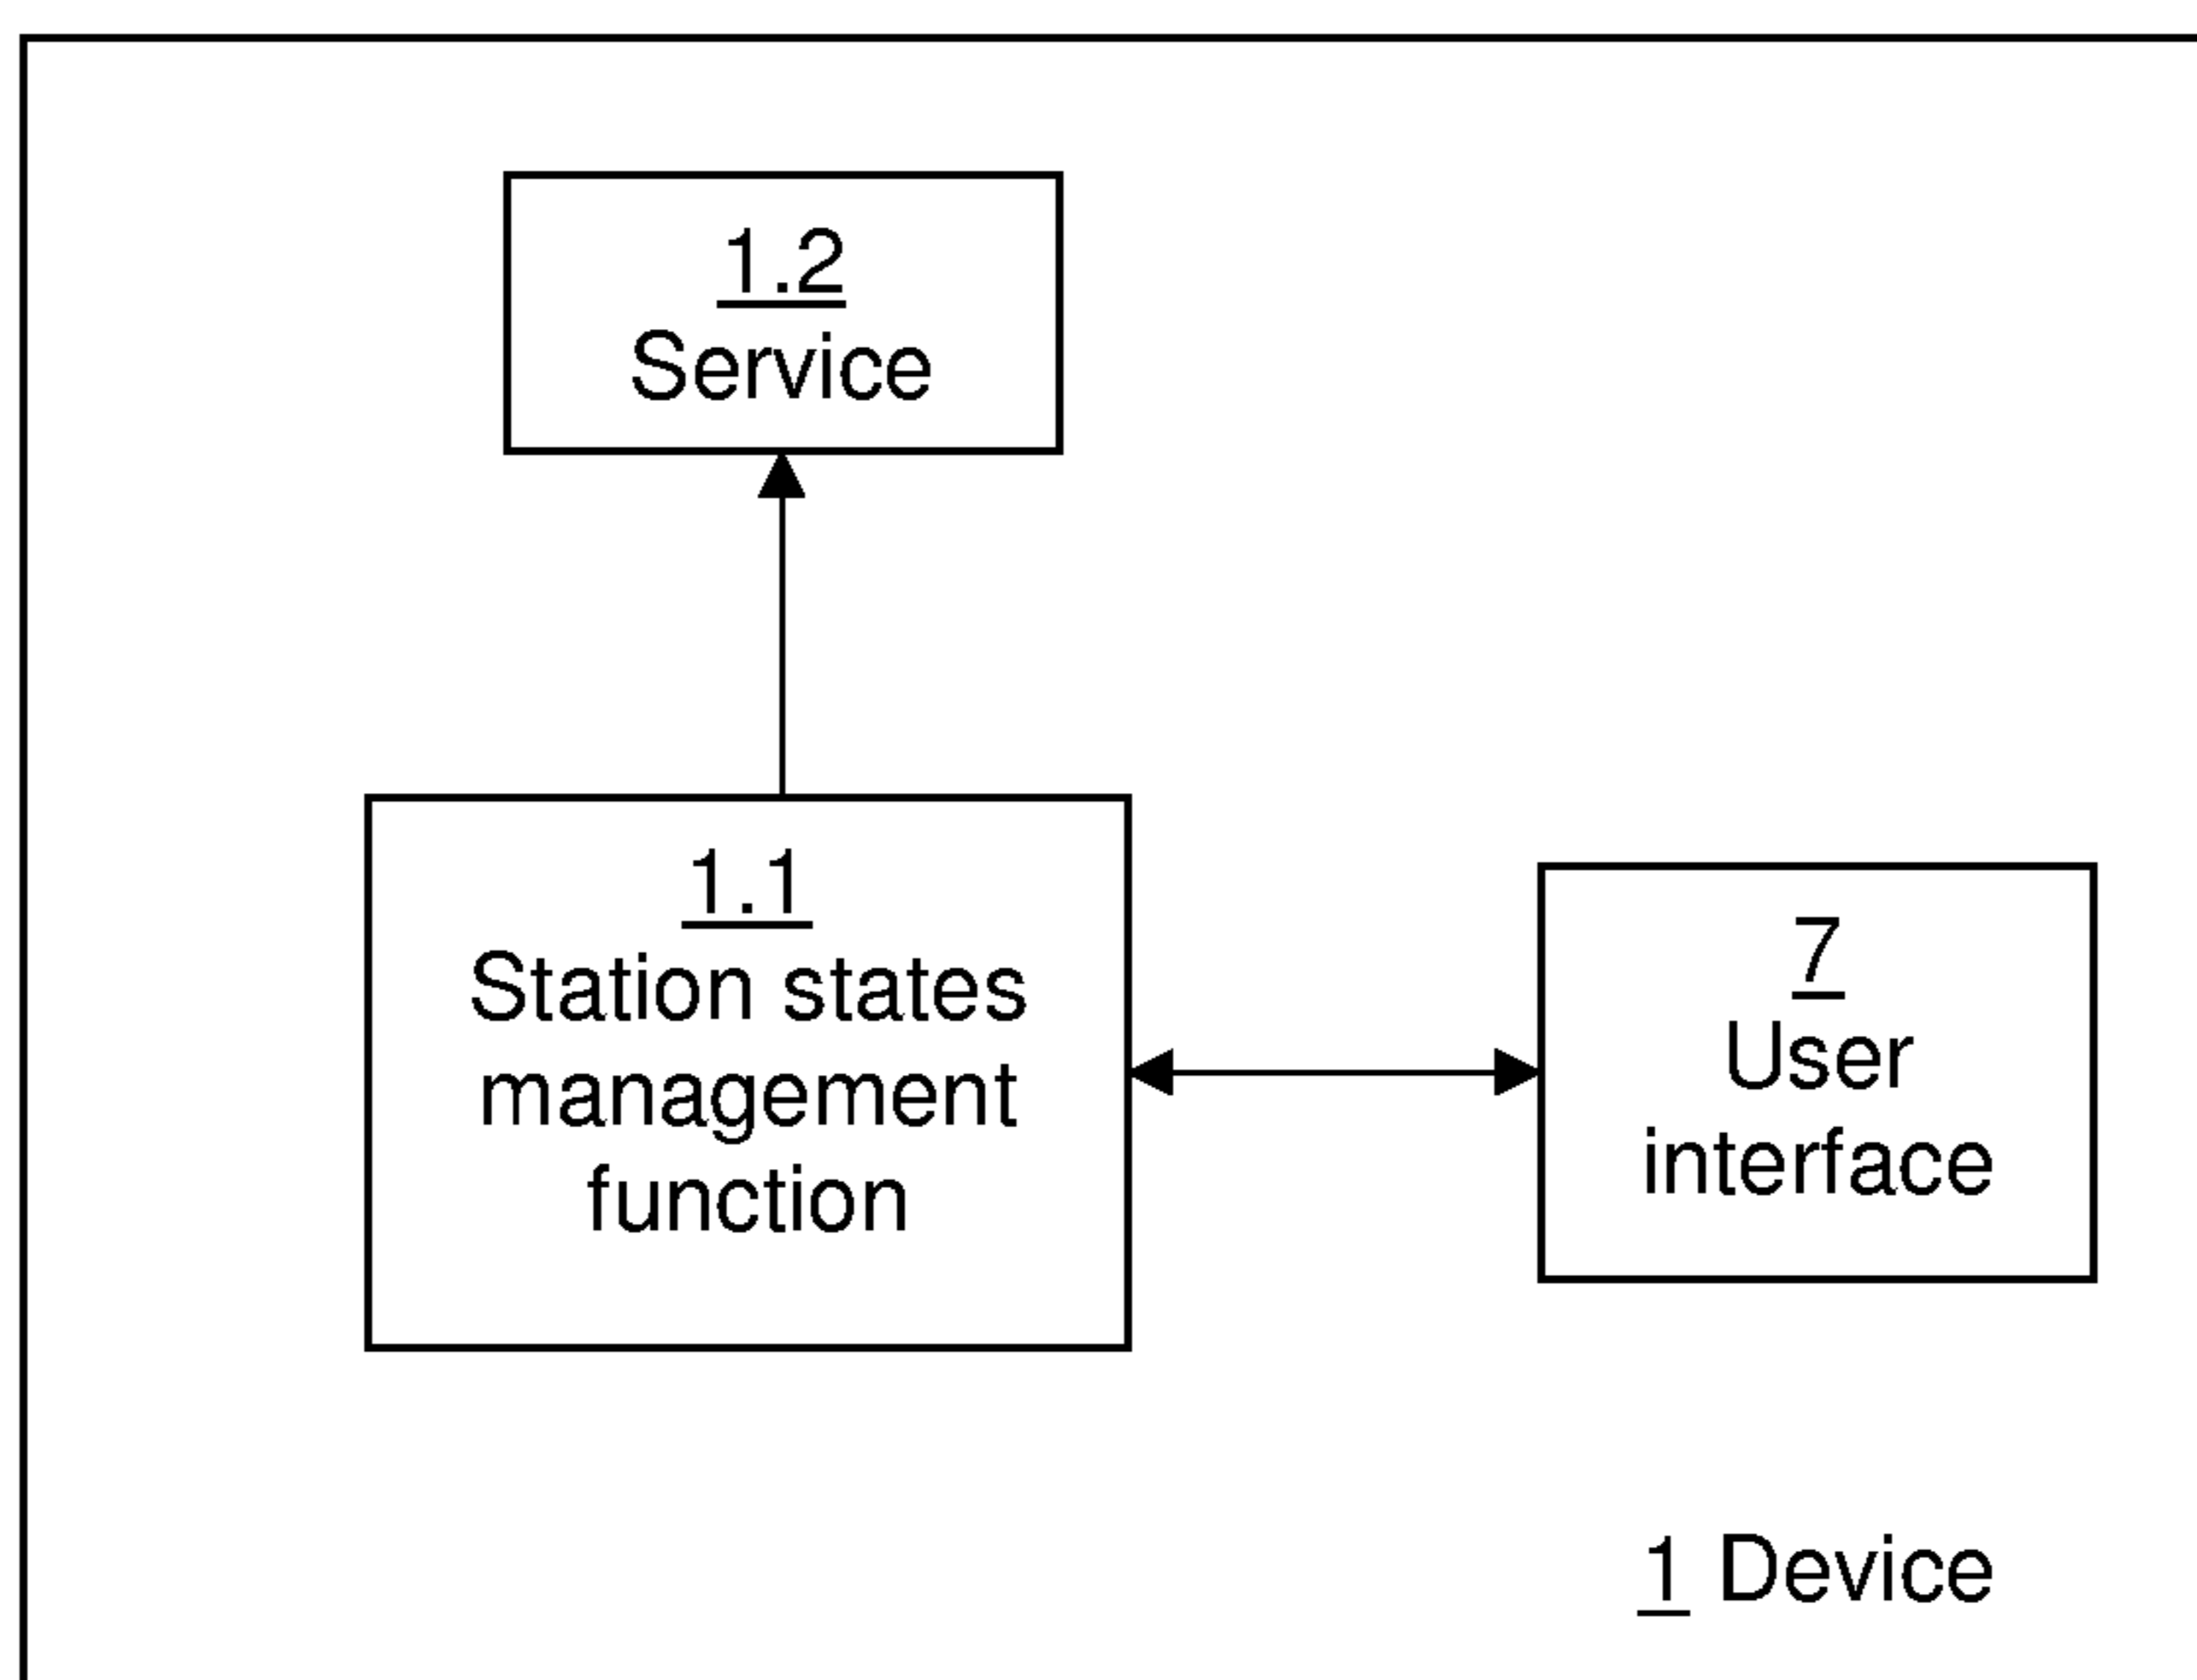 1.2
Service
1.1
Station states
management
function
7
User
interface
1 Device